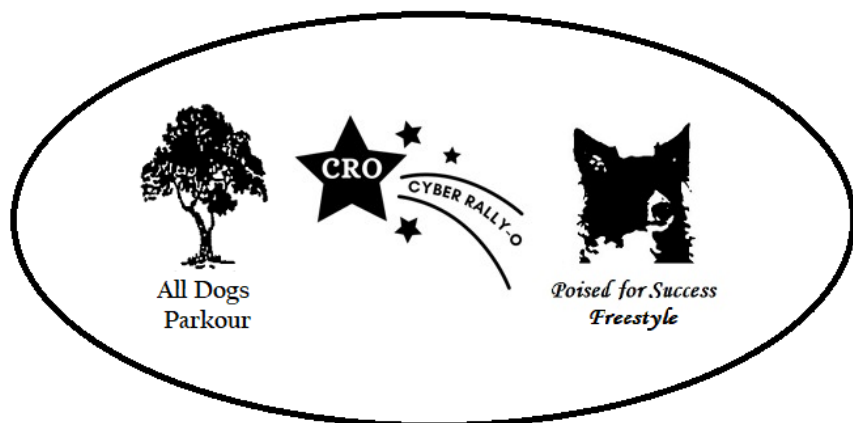 All Dogs
Parkour
CRO
CYBER RALLY-O
Poised for Success
Freestyle